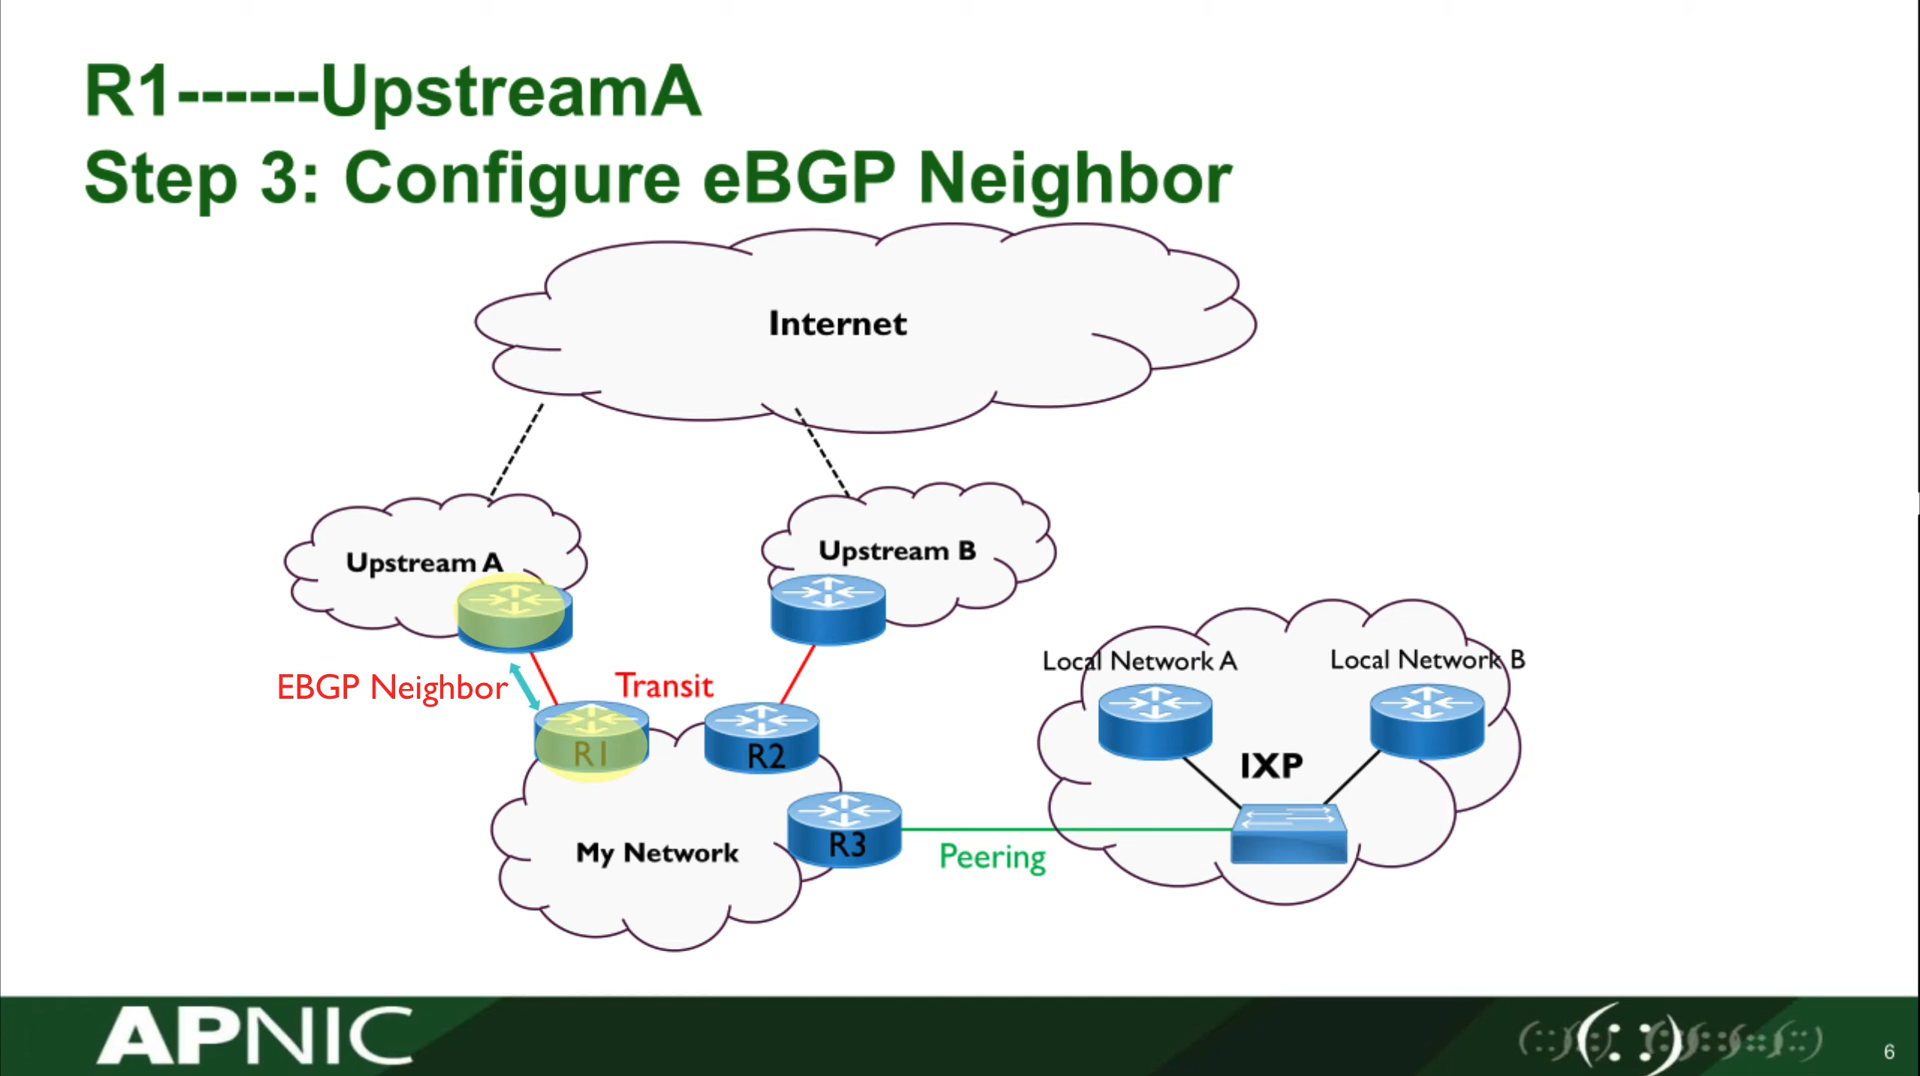 R1------UpstreamA
Step 3: Configure eBGP Neighbor
Internet
Upstream A
Upstream B
EBGP Neighbor
Transit
Local Network A
Local Network B
R1
R2
IXP
R3
My Network
Peering
APNIC
6